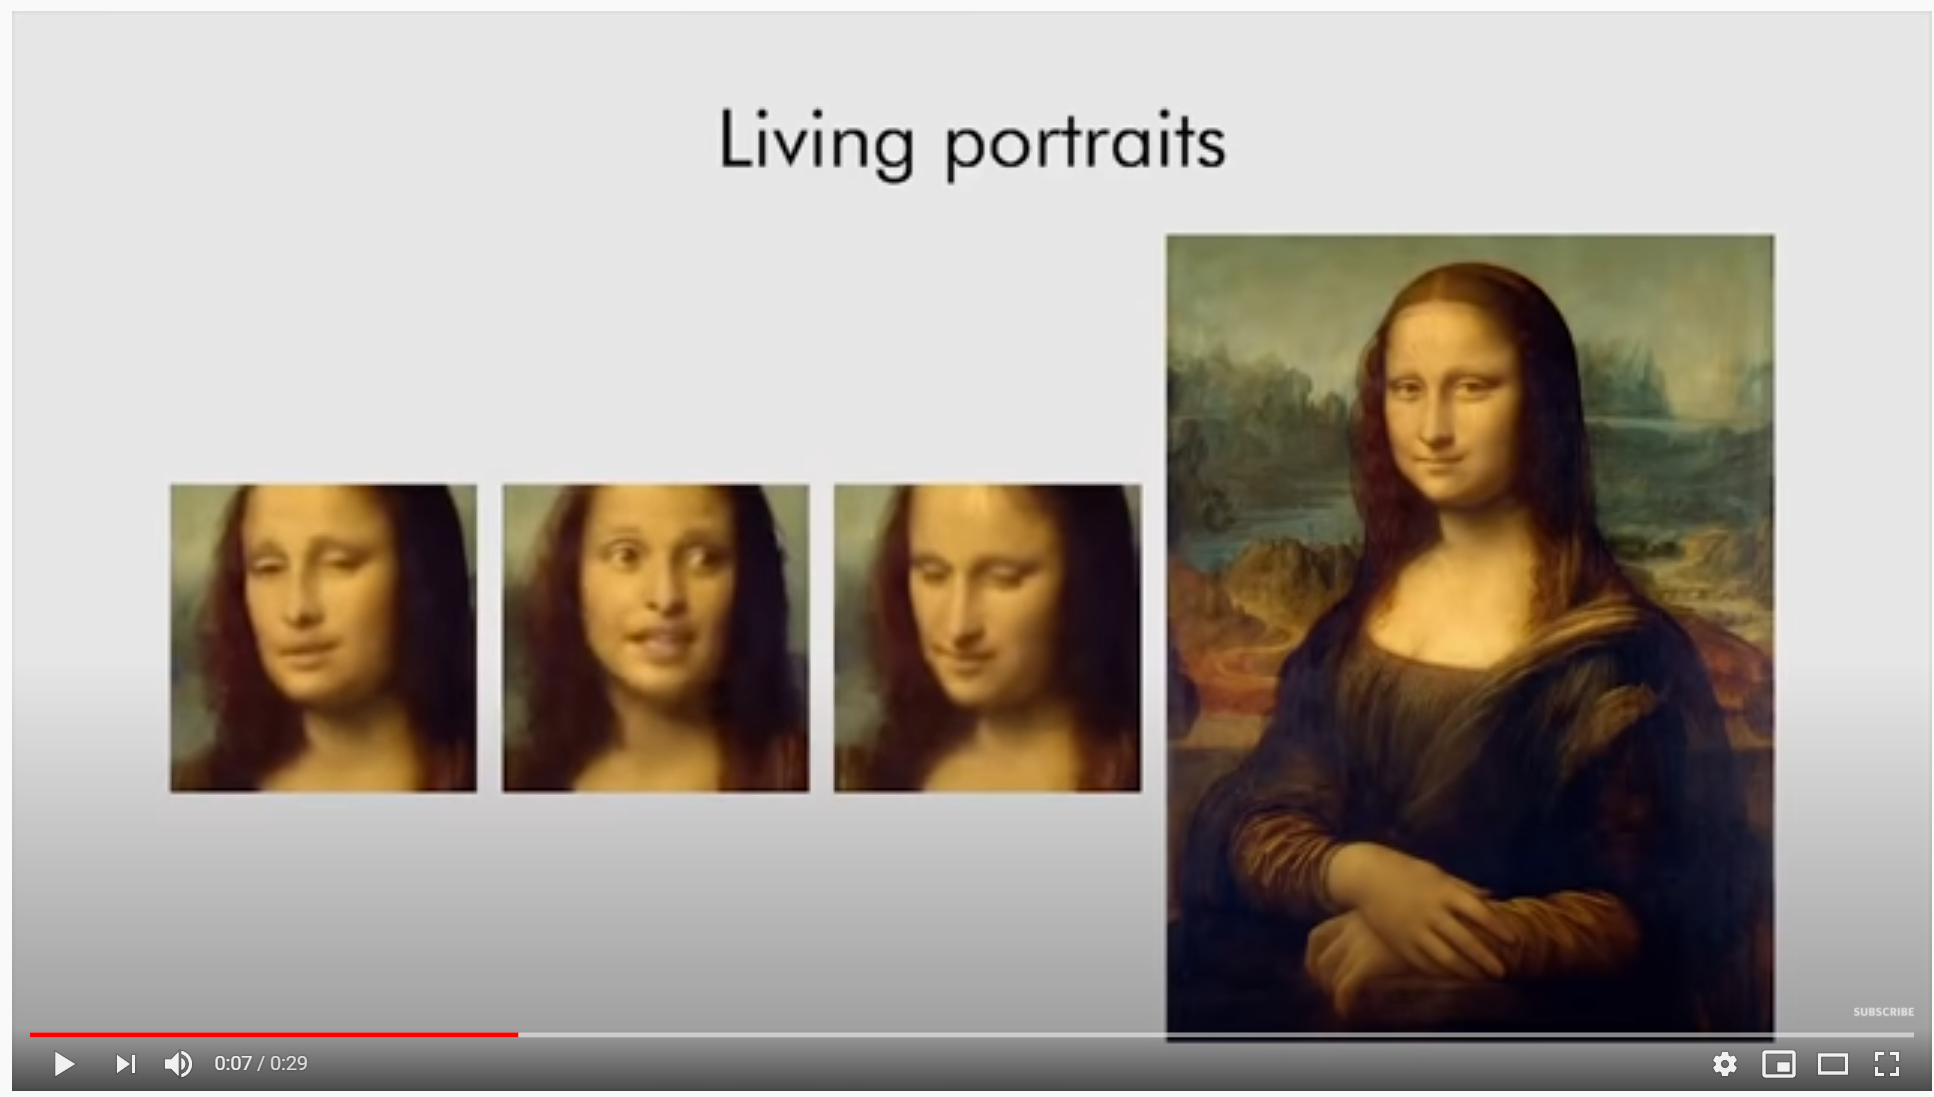 Living portraits
SUBSCRIBE
0:07 / 0:29